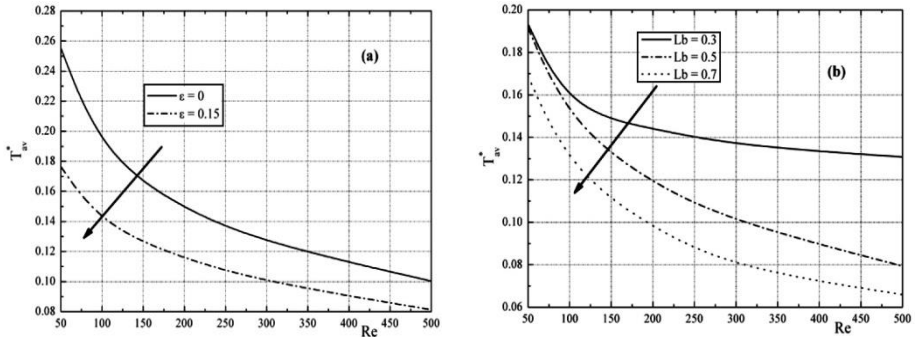 0.28
0.26
0.24
0.22
0.20
0.18
0.16
0.14
0.12
0.10
0.08
T*av
(a)
ε = 0
ε = 0.15
50 100 150 200 250 300 350 400 450 500
Re
0.20
0.18
0.16
0.14
0.12
0.10
0.08
0.06
T*av
Lb = 0.3
Lb = 0.5
Lb = 0.7
(b)
50 100 150 200 250 300 350 400 450 500
Re